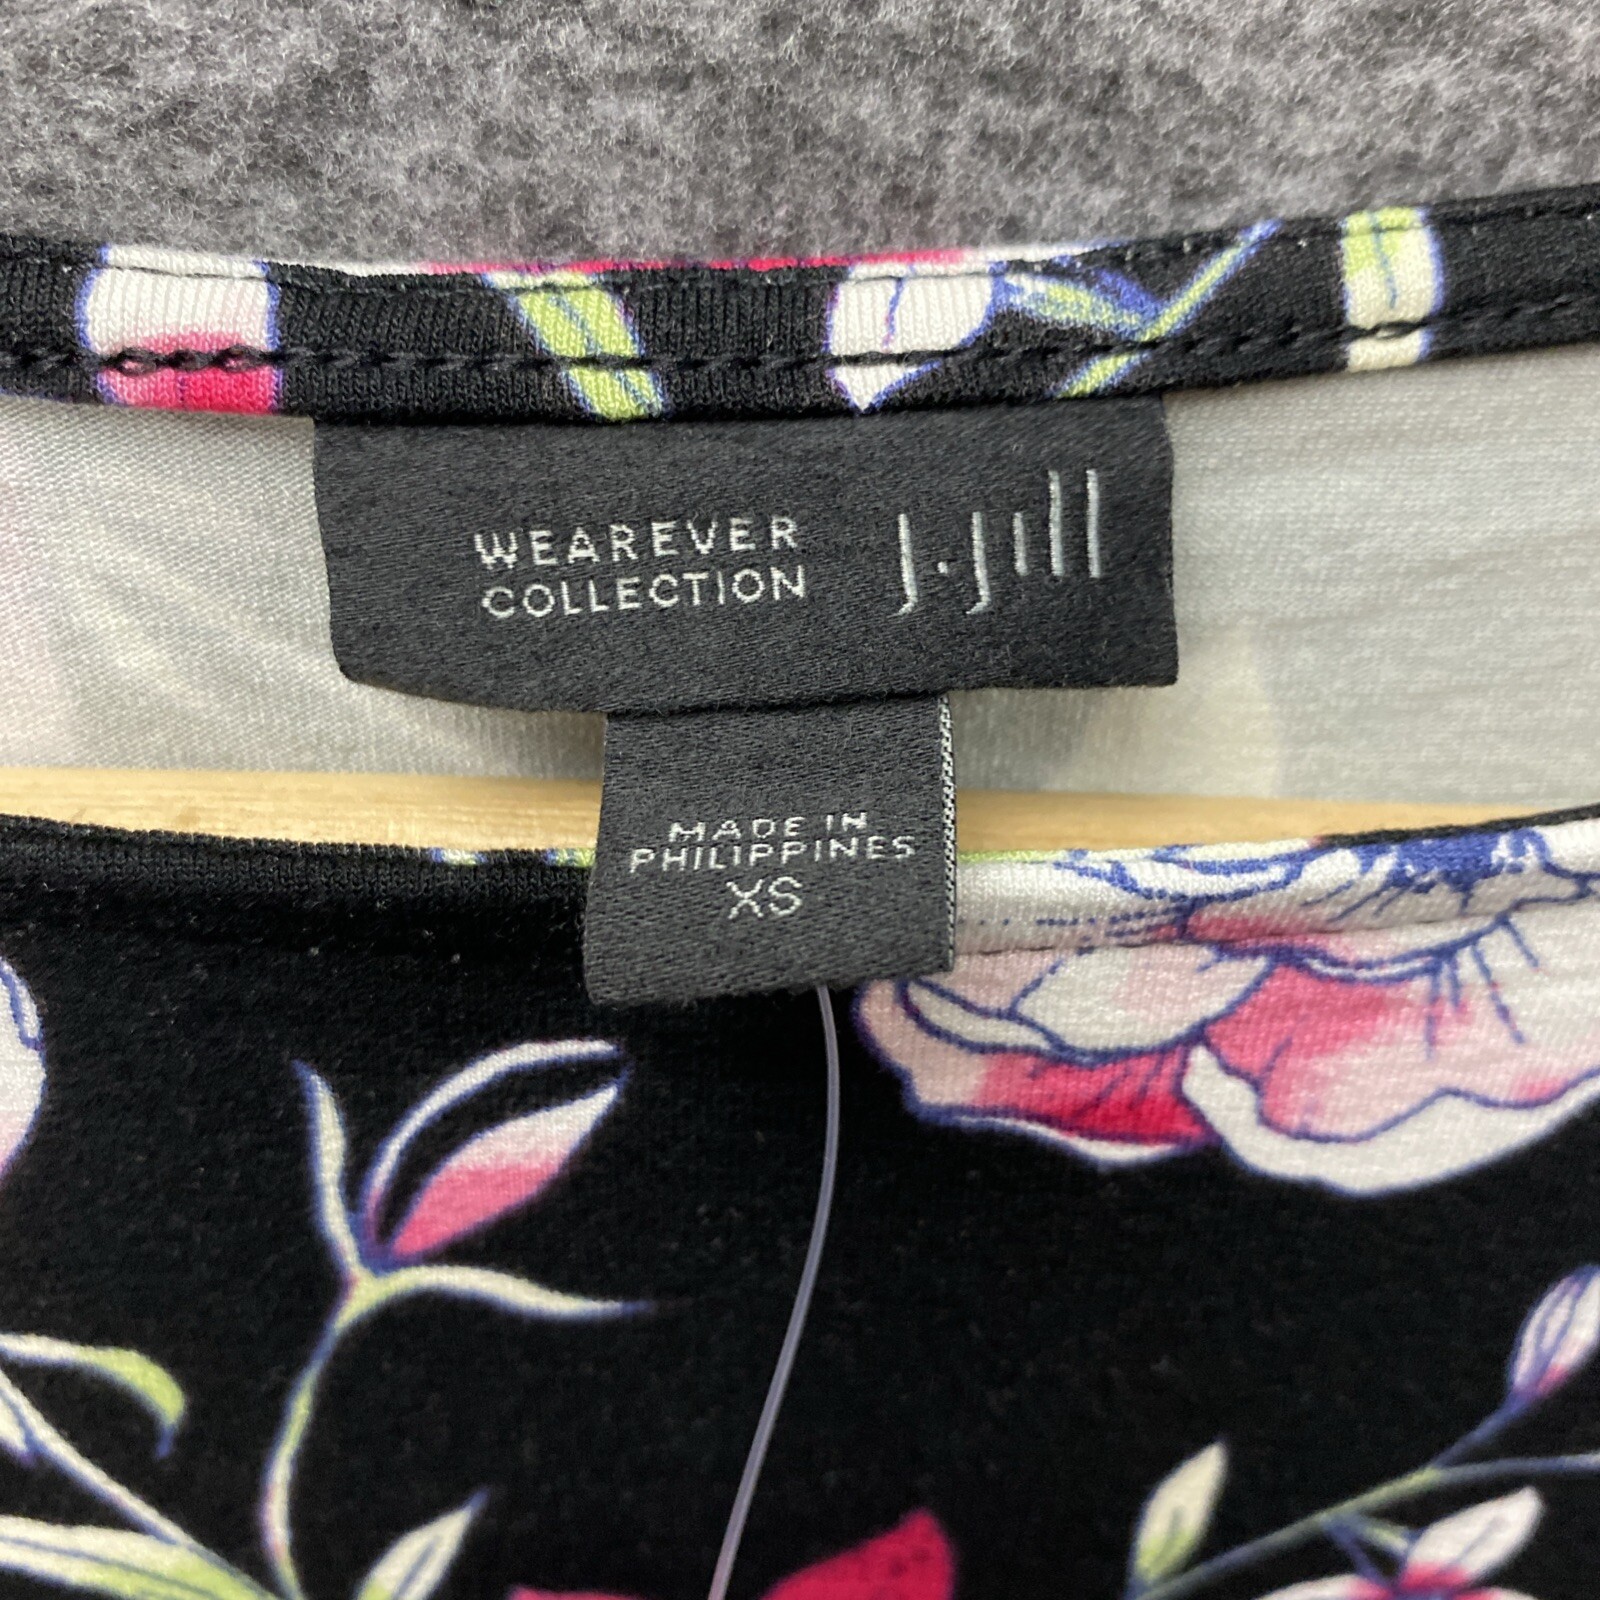 WEAREVER
COLLECTION
J.Jill
MADE IN
PHILIPPINES
XS